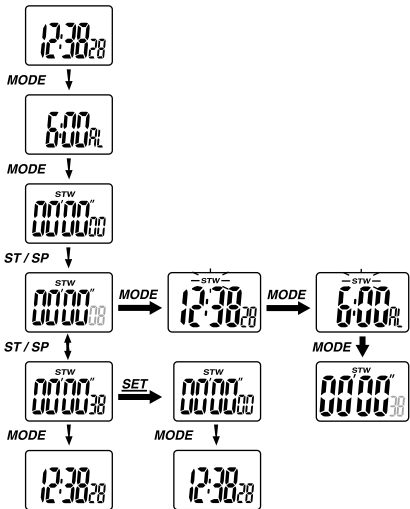 12:38 28
MODE
6:00 AL
MODE
STW
00'00" 00
ST / SP
STW
00'00" 08
MODE
STW
12:38 28
MODE
STW
6:00 AL
ST / SP
MODE
STW
00'00" 38
SET
STW
00'00" 00
STW
00'00" 38
MODE
MODE
12:38 28
12:38 28